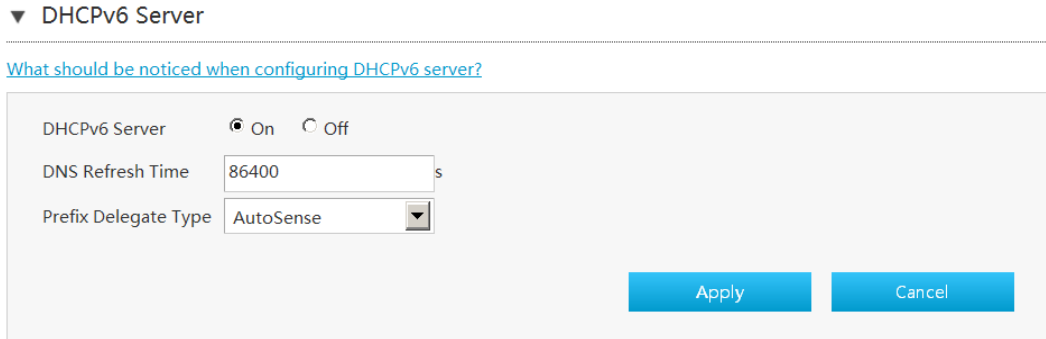 DHCPv6 Server
What should be noticed when configuring DHCPv6 server?
DHCPv6 Server On Off
DNS Refresh Time 86400 s
Prefix Delegate Type AutoSense
Apply Cancel